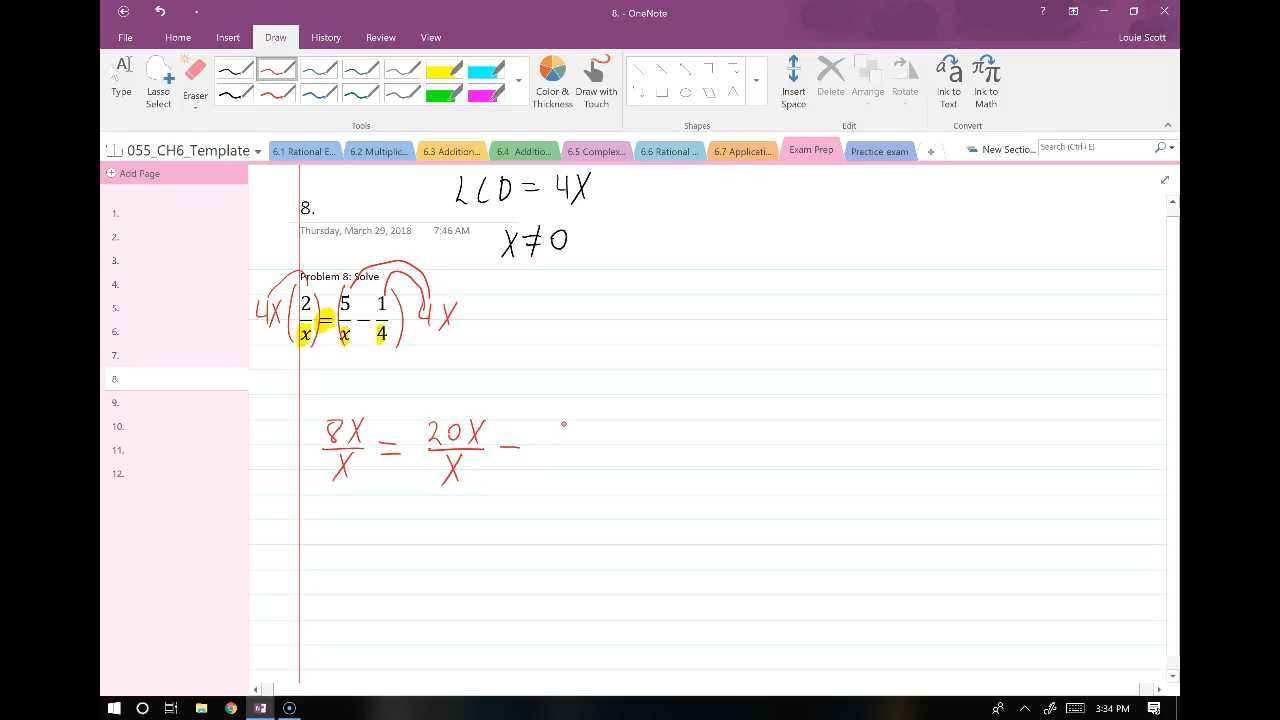 8. - OneNote
?
File Home Insert Draw History Review View
Louie Scott
Type
Lasso Select
Eraser
Color & Thickness
Draw with Touch
Insert Space
Delete
Arrange
Rotate
Ink to Text
Ink to Math
Tools
Shapes
Edit
Convert
055_CH6_Template
6.1 Rational E... 6.2 Multiplic... 6.3 Addition... 6.4 Additio... 6.5 Complex... 6.6 Rational ... 6.7 Applicati... Exam Prep Practice exam
New Sectio...
Search (Ctrl+E)
Add Page
1.
2.
3.
4.
5.
6.
7.
8.
9.
10.
11.
12.
LCD = 4X
8.
Thursday, March 29, 2018 7:46 AM
X ≠ 0
Problem 8: Solve
4X (2/x) = (5/x − 1/4) 4X
8X/X = 20X/X −
3:34 PM